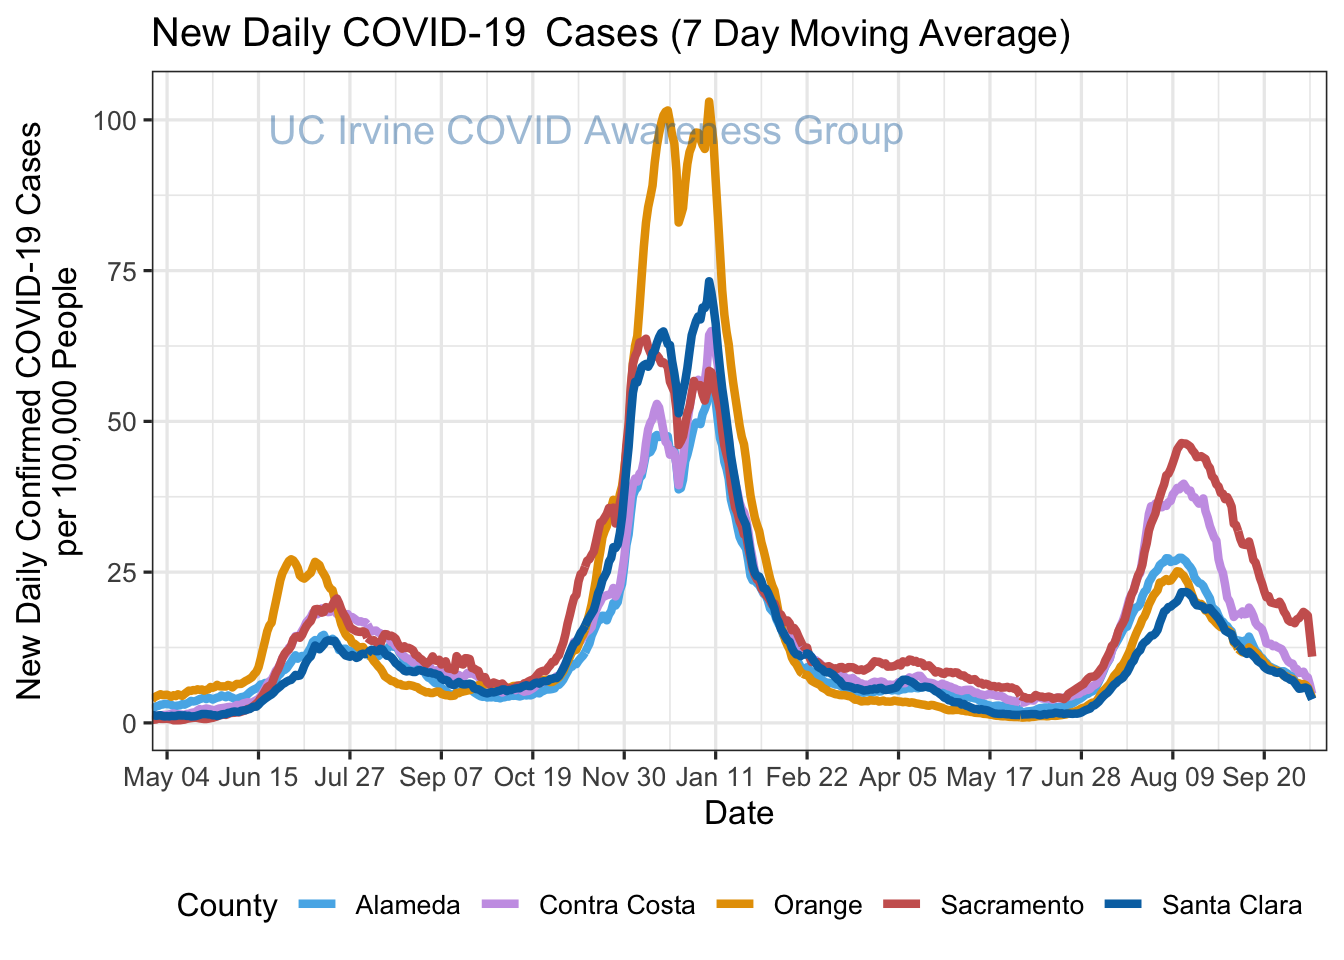 New Daily COVID-19  Cases (7 Day Moving Average)
New Daily Confirmed COVID-19 Cases
per 100,000 People
UC Irvine COVID Awareness Group
100
75
50
25
0
May 04 Jun 15 Jul 27 Sep 07 Oct 19 Nov 30 Jan 11 Feb 22 Apr 05 May 17 Jun 28 Aug 09 Sep 20
Date
County Alameda Contra Costa Orange Sacramento Santa Clara